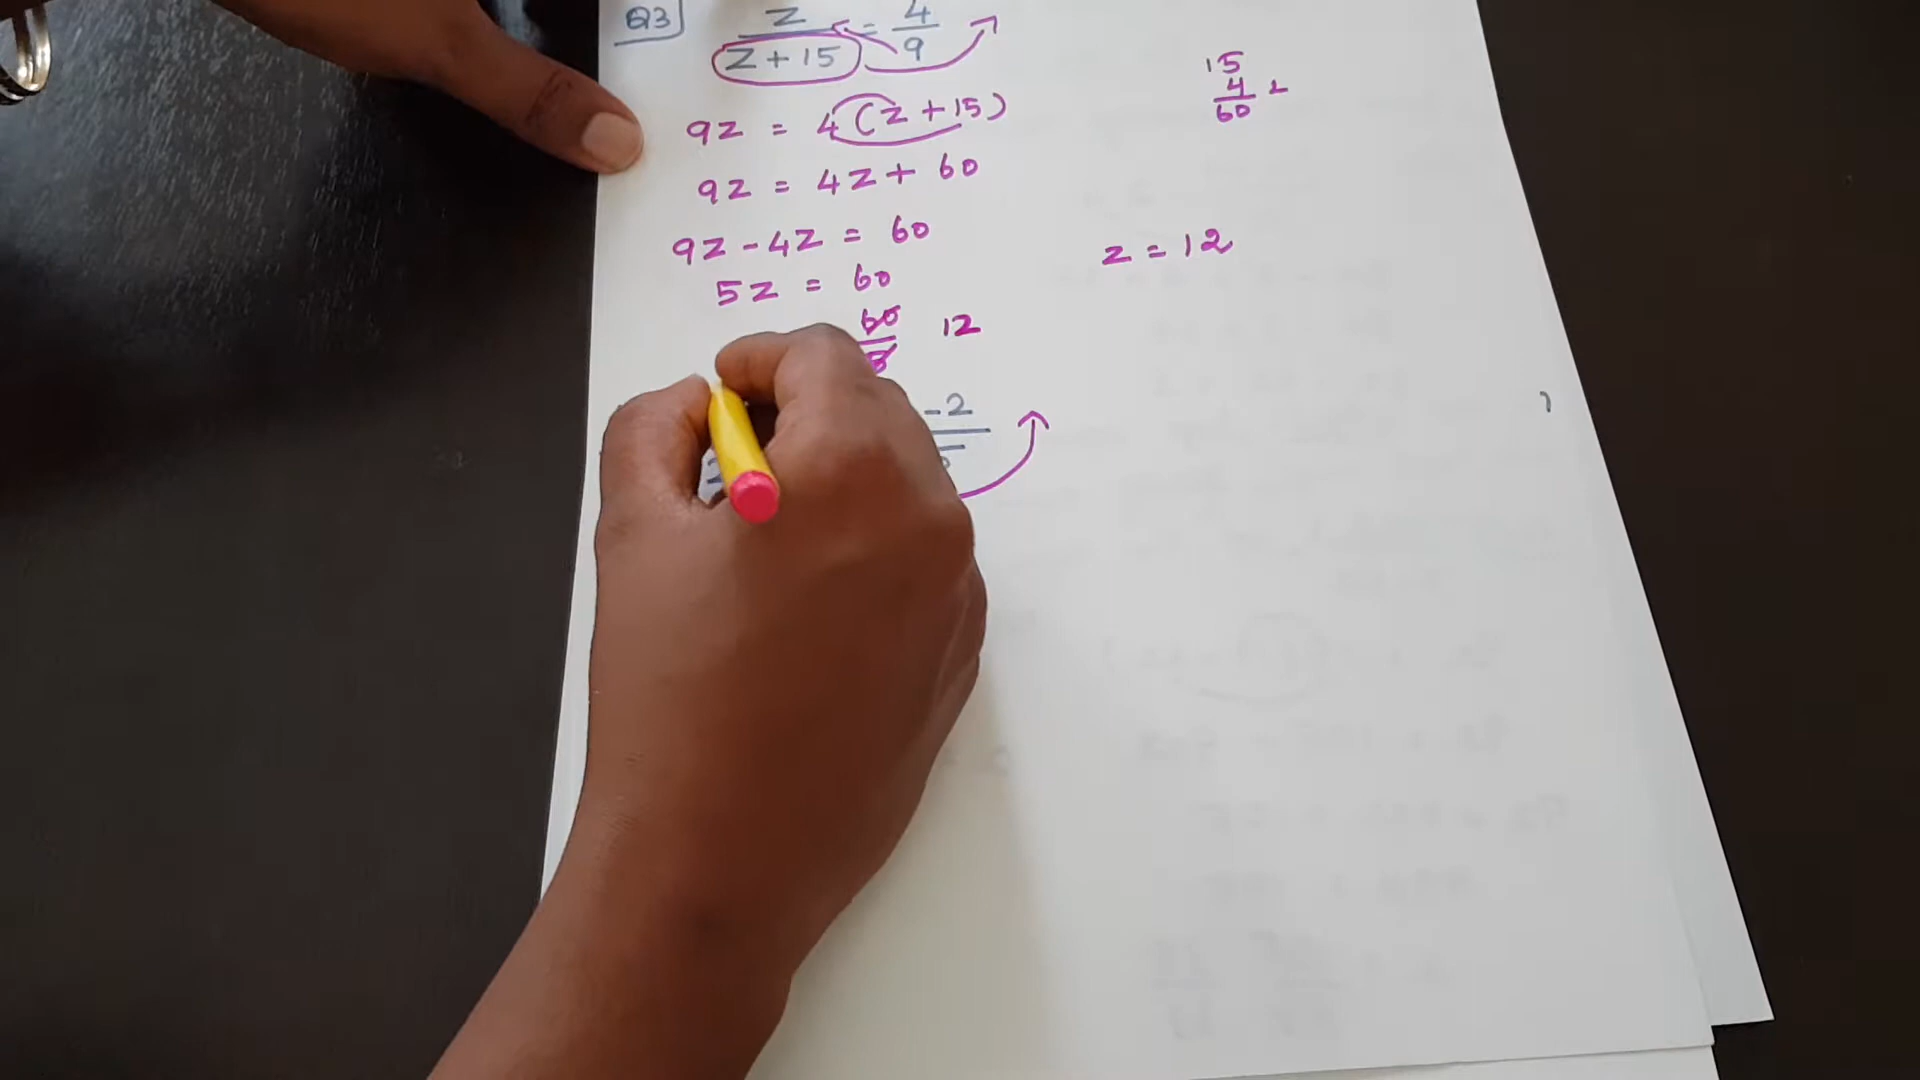 Q3 z/(z+15) = 4/9
9z = 4(z+15)
9z = 4z + 60
9z - 4z = 60
5z = 60
60 12
15
4 ×
60
z = 12
-2